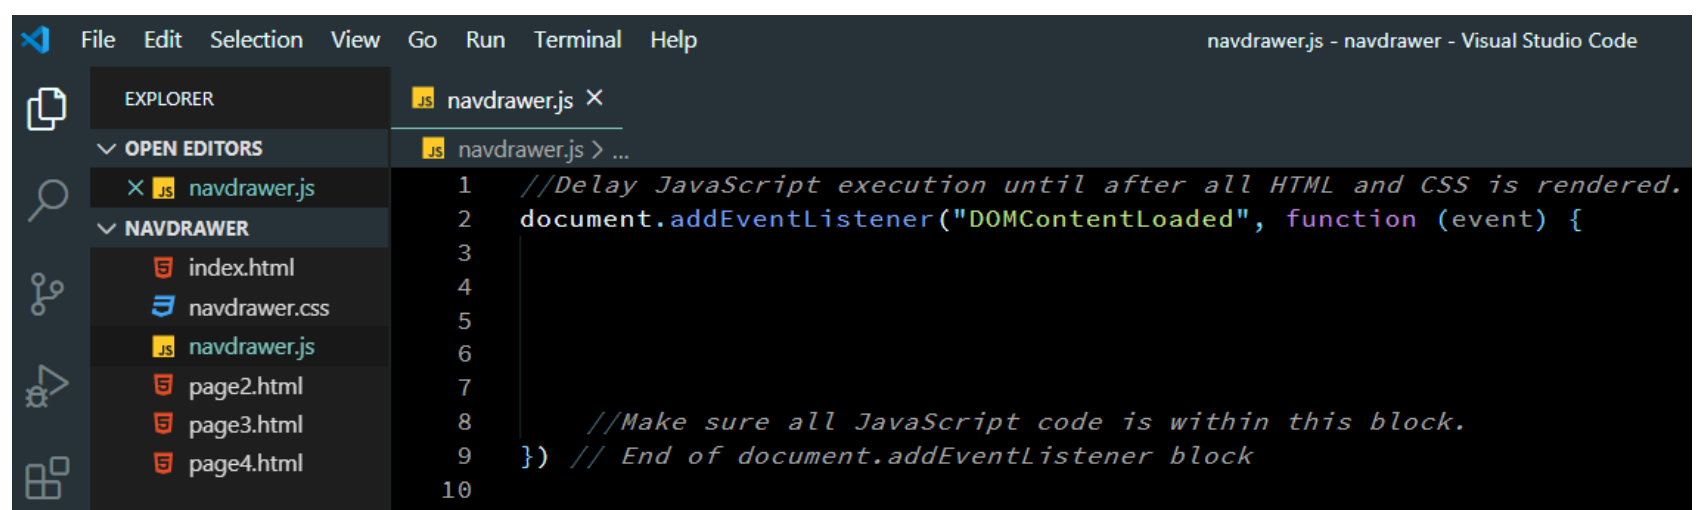 File Edit Selection View Go Run Terminal Help navdrawer.js - navdrawer - Visual Studio Code
EXPLORER
OPEN EDITORS
JS navdrawer.js
NAVDRAWER
index.html
navdrawer.css
JS navdrawer.js
page2.html
page3.html
page4.html
JS navdrawer.js
JS navdrawer.js > ...
1 //Delay JavaScript execution until after all HTML and CSS is rendered.
2 document.addEventListener("DOMContentLoaded", function (event) {
3
4
5
6
7
8 //Make sure all JavaScript code is within this block.
9 }) // End of document.addEventListener block
10